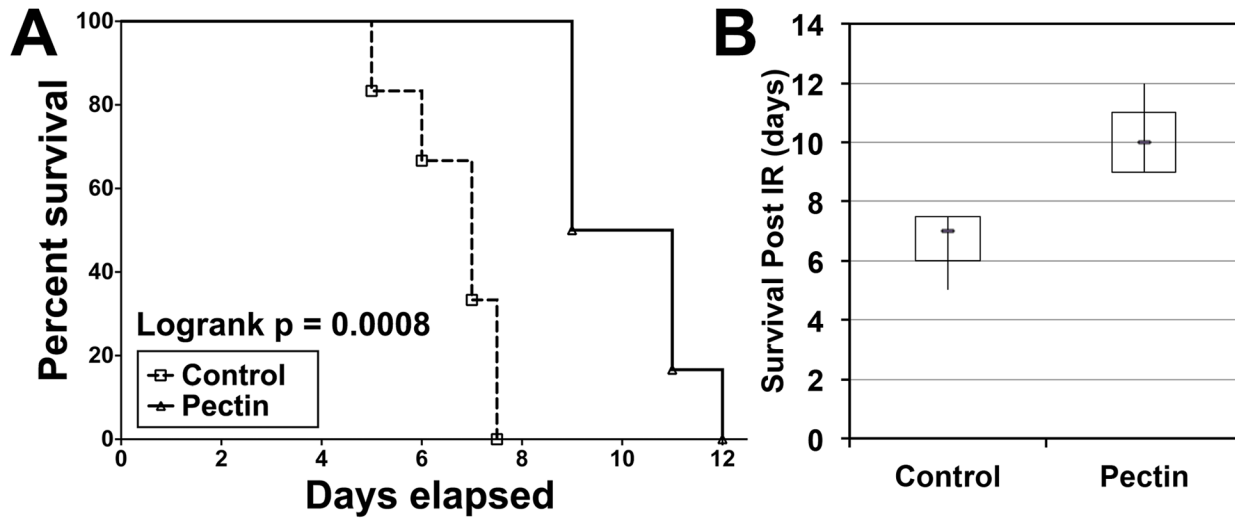 A
Percent survival
100
80
60
40
20
0
0 2 4 6 8 10 12
Days elapsed
Logrank p = 0.0008
Control
Pectin
B
Survival Post IR (days)
14
12
10
8
6
4
2
0
Control Pectin